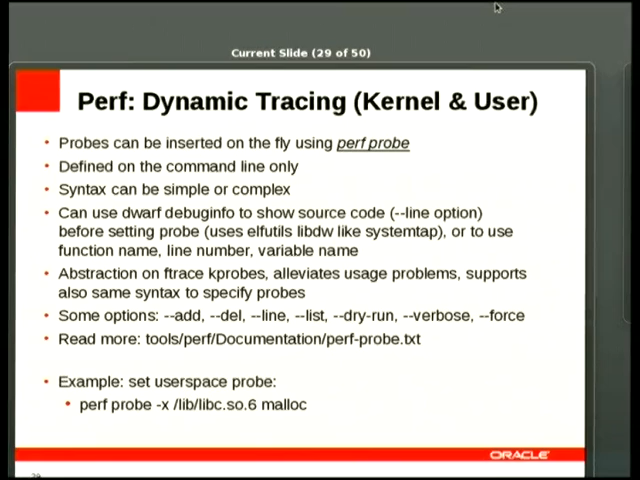 Current Slide (29 of 50)
Perf: Dynamic Tracing (Kernel & User)
• Probes can be inserted on the fly using perf probe
• Defined on the command line only
• Syntax can be simple or complex
• Can use dwarf debuginfo to show source code (--line option)
before setting probe (uses elfutils libdw like systemtap), or to use
function name, line number, variable name
• Abstraction on ftrace kprobes, alleviates usage problems, supports
also same syntax to specify probes
• Some options: --add, --del, --line, --list, --dry-run, --verbose, --force
• Read more: tools/perf/Documentation/perf-probe.txt
• Example: set userspace probe:
• perf probe -x /lib/libc.so.6 malloc
ORACLE
29